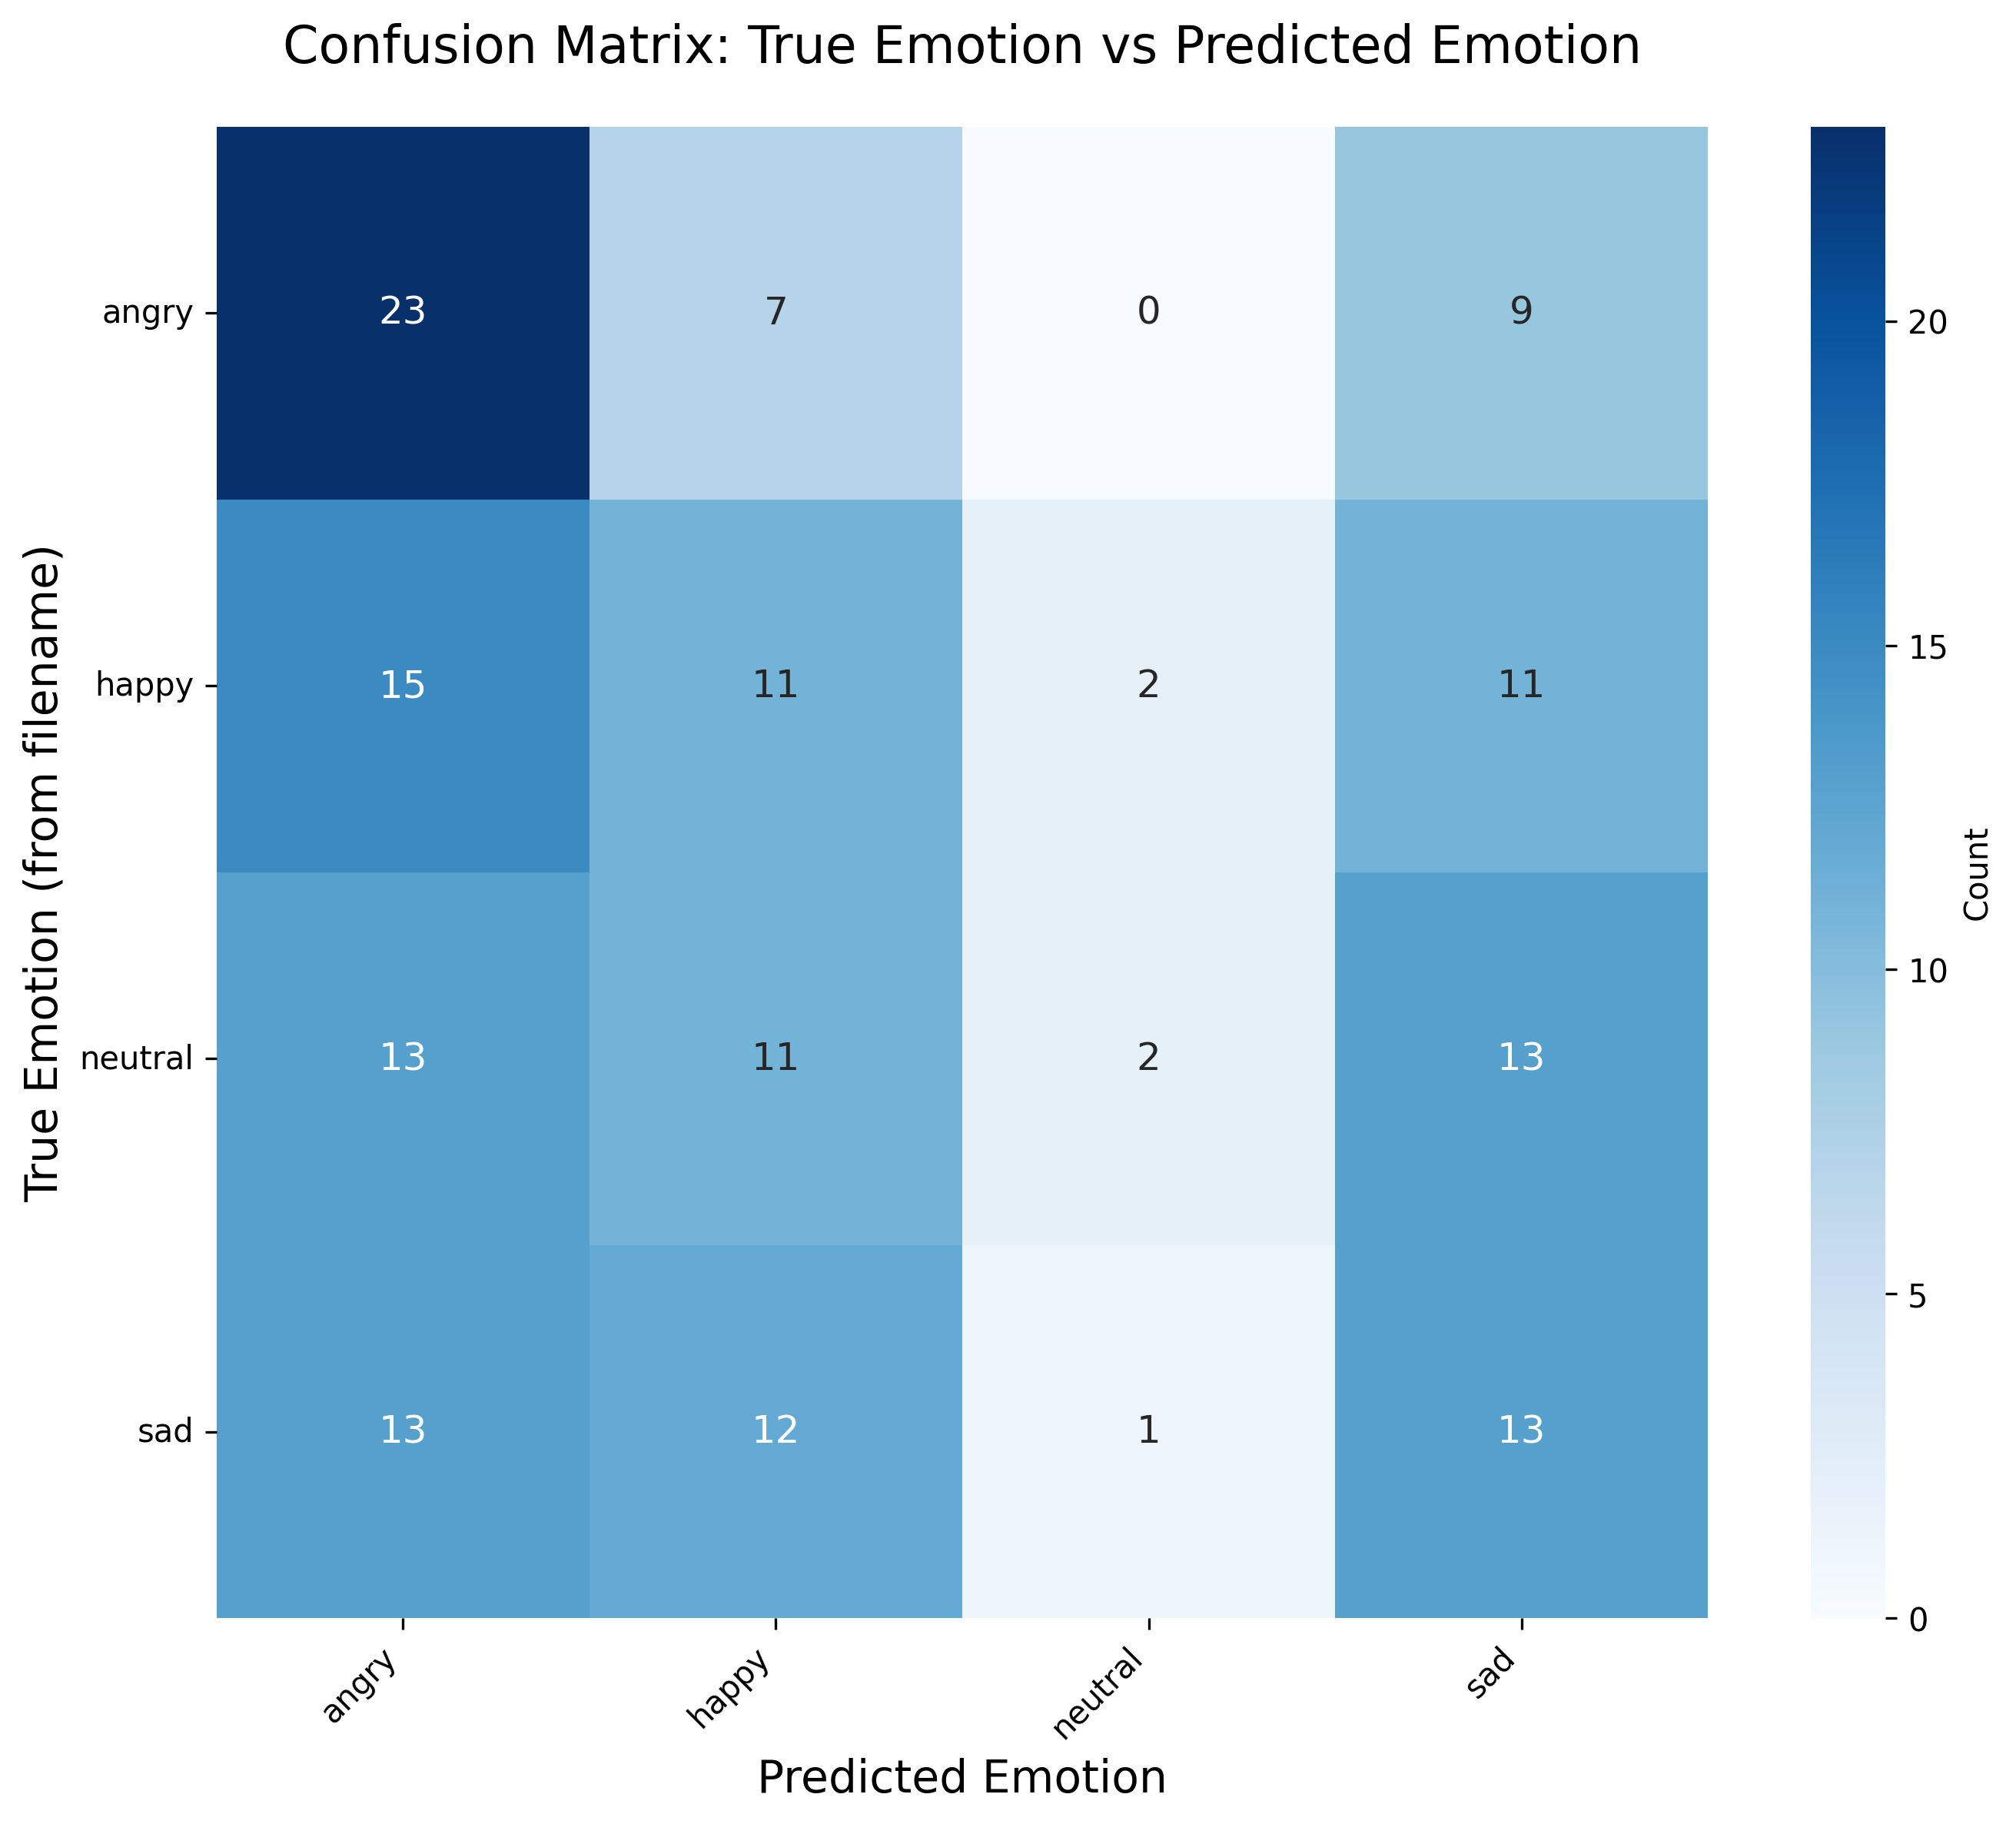 Confusion Matrix: True Emotion vs Predicted Emotion
True Emotion (from filename)
angry
23 7 0 9
happy
15 11 2 11
neutral
13 11 2 13
sad
13 12 1 13
angry
happy
neutral
sad
Predicted Emotion
20
15
10
5
0
Count